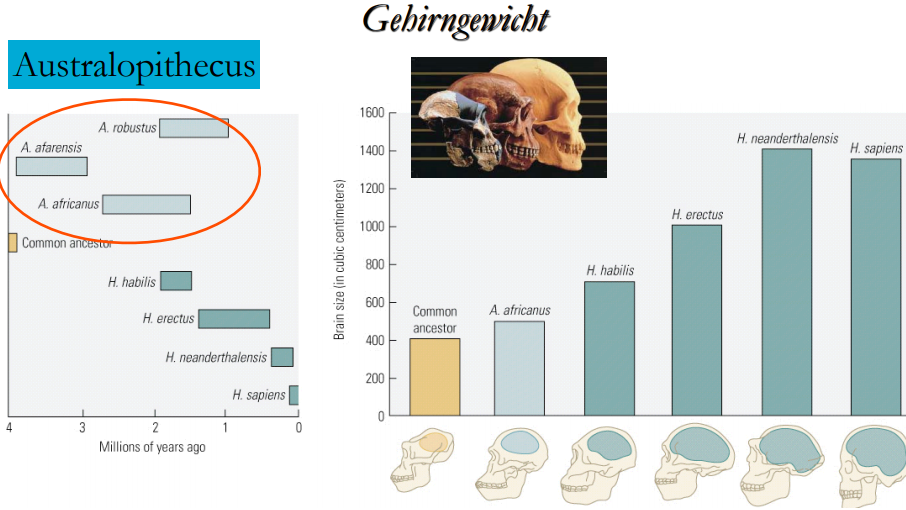 Gehirngewicht
Australopithecus
A. robustus
A. afarensis
A. africanus
Common ancestor
H. habilis
H. erectus
H. neanderthalensis
H. sapiens
4 3 2 1 0
Millions of years ago
Brain size (in cubic centimeters)
1600
1400
1200
1000
800
600
400
200
0
Common
ancestor
A. africanus
H. habilis
H. erectus
H. neanderthalensis
H. sapiens